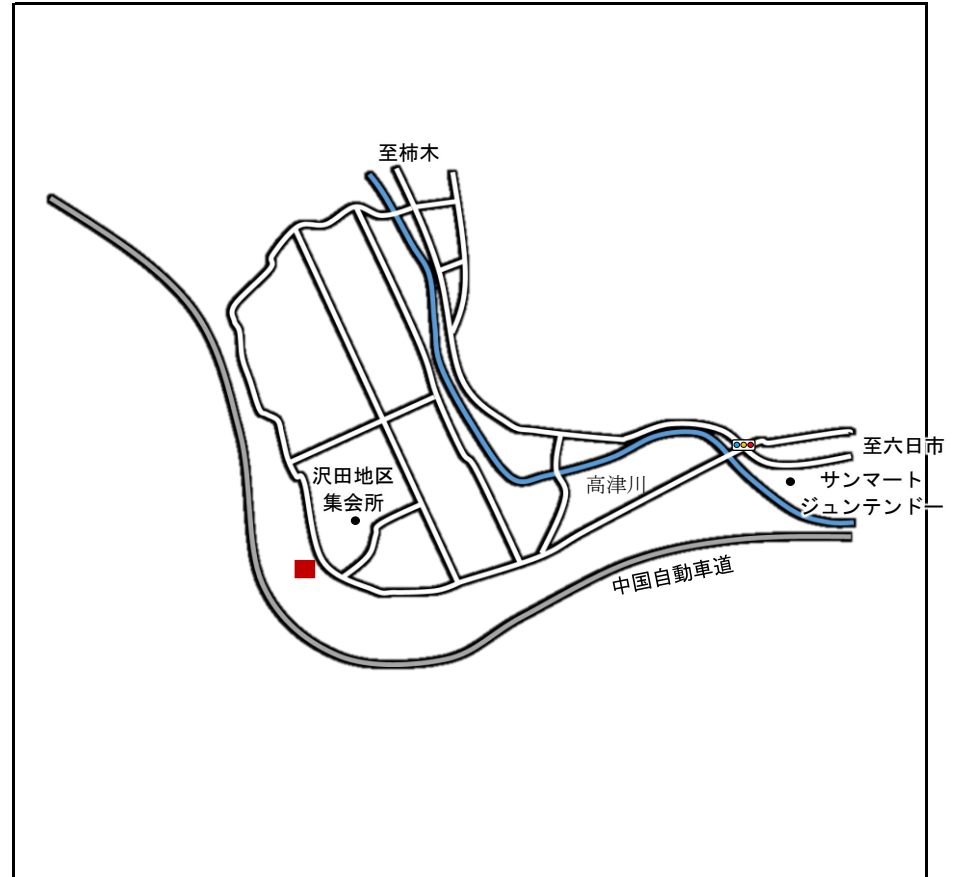 至柿木
至六日市
沢田地区
集会所
サンマート
高津川
ジュンテンドー
中国自動車道